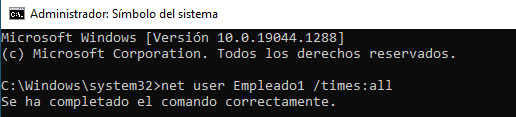 Administrador: Símbolo del sistema
Microsoft Windows [Versión 10.0.19044.1288]
(c) Microsoft Corporation. Todos los derechos reservados.
C:\Windows\system32>net user Empleado1 /times:all
Se ha completado el comando correctamente.